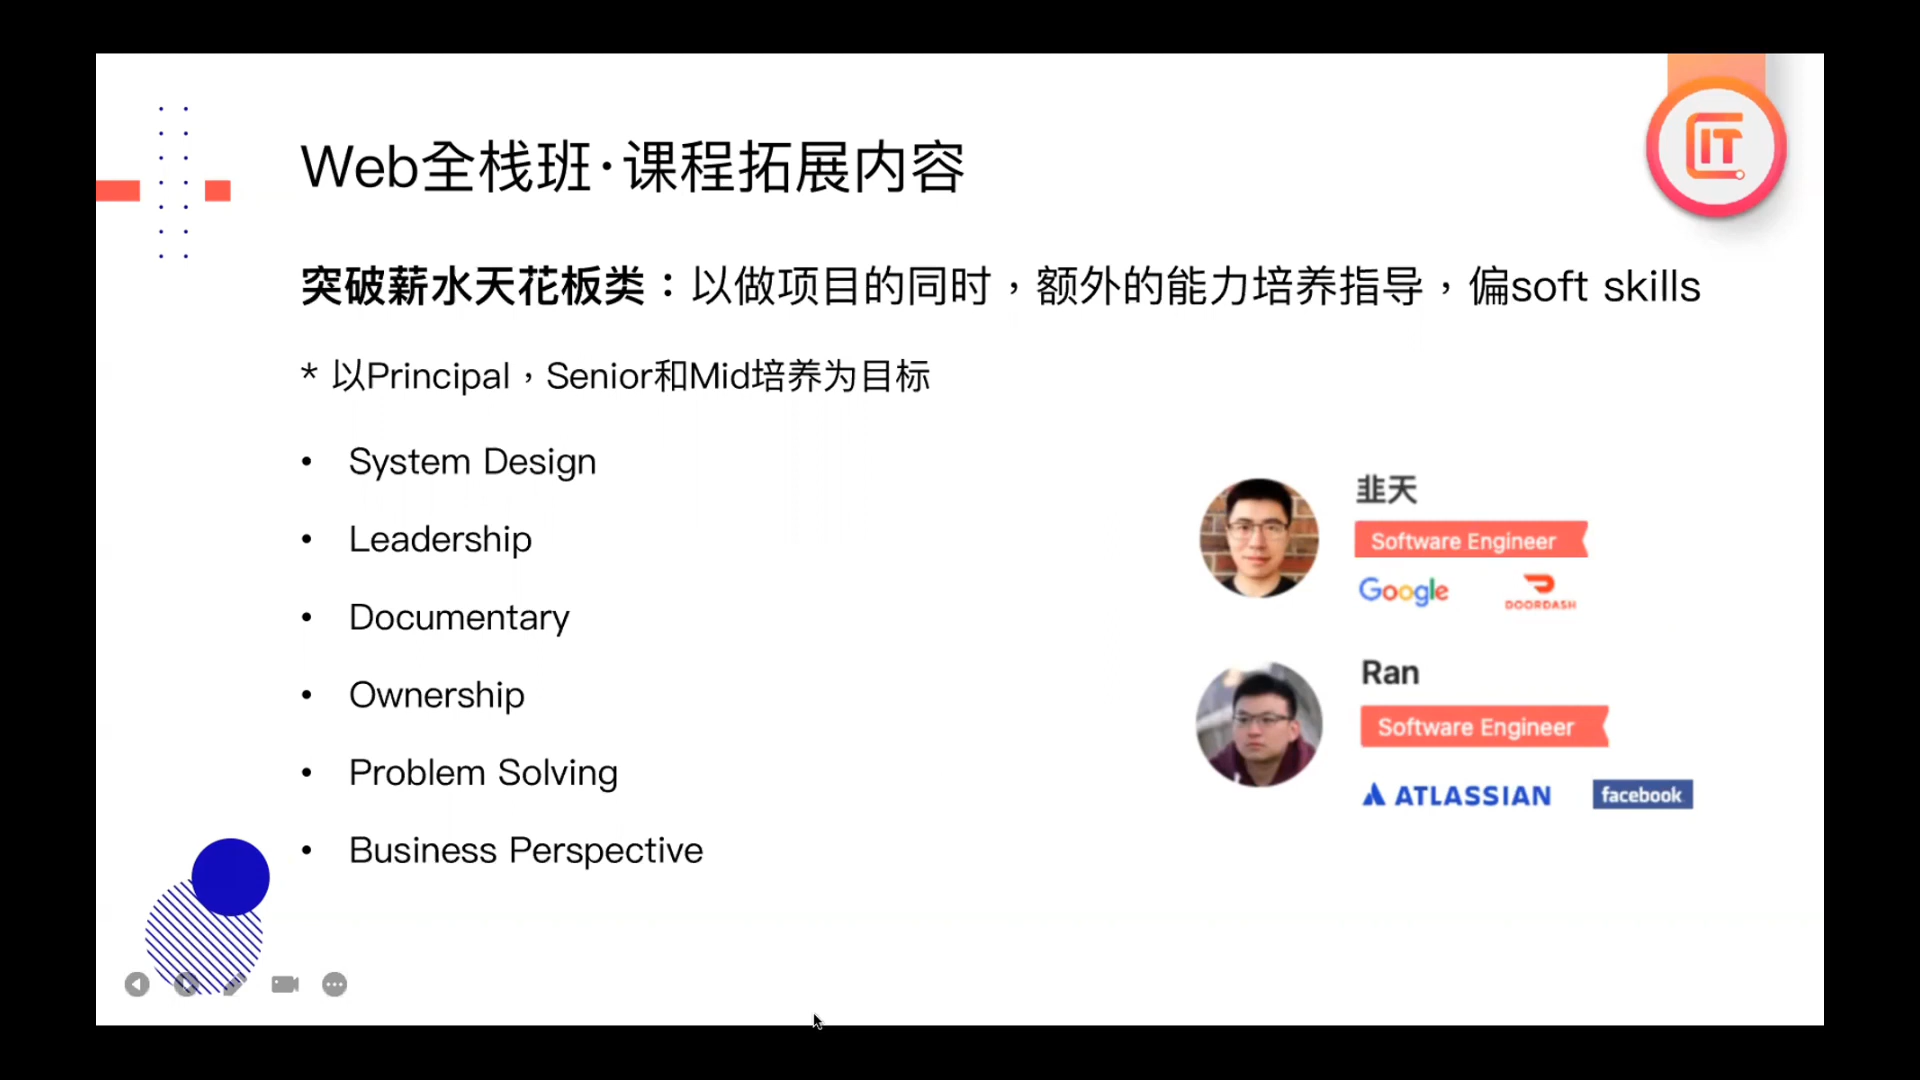 Web全栈班·课程拓展内容
IT
突破薪水天花板类：以做项目的同时，额外的能力培养指导，偏soft skills
* 以Principal，Senior和Mid培养为目标
• System Design
• Leadership
• Documentary
• Ownership
• Problem Solving
• Business Perspective
韭天
Software Engineer
Google DOORDASH
Ran
Software Engineer
ATLASSIAN facebook